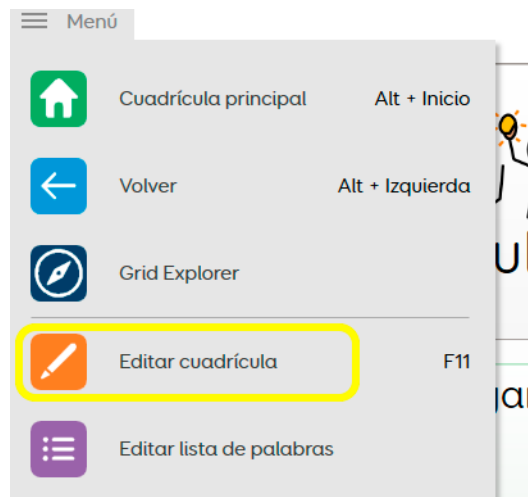 Menú
Cuadrícula principal Alt + Inicio
Volver Alt + Izquierda
Grid Explorer
Editar cuadrícula F11
Editar lista de palabras